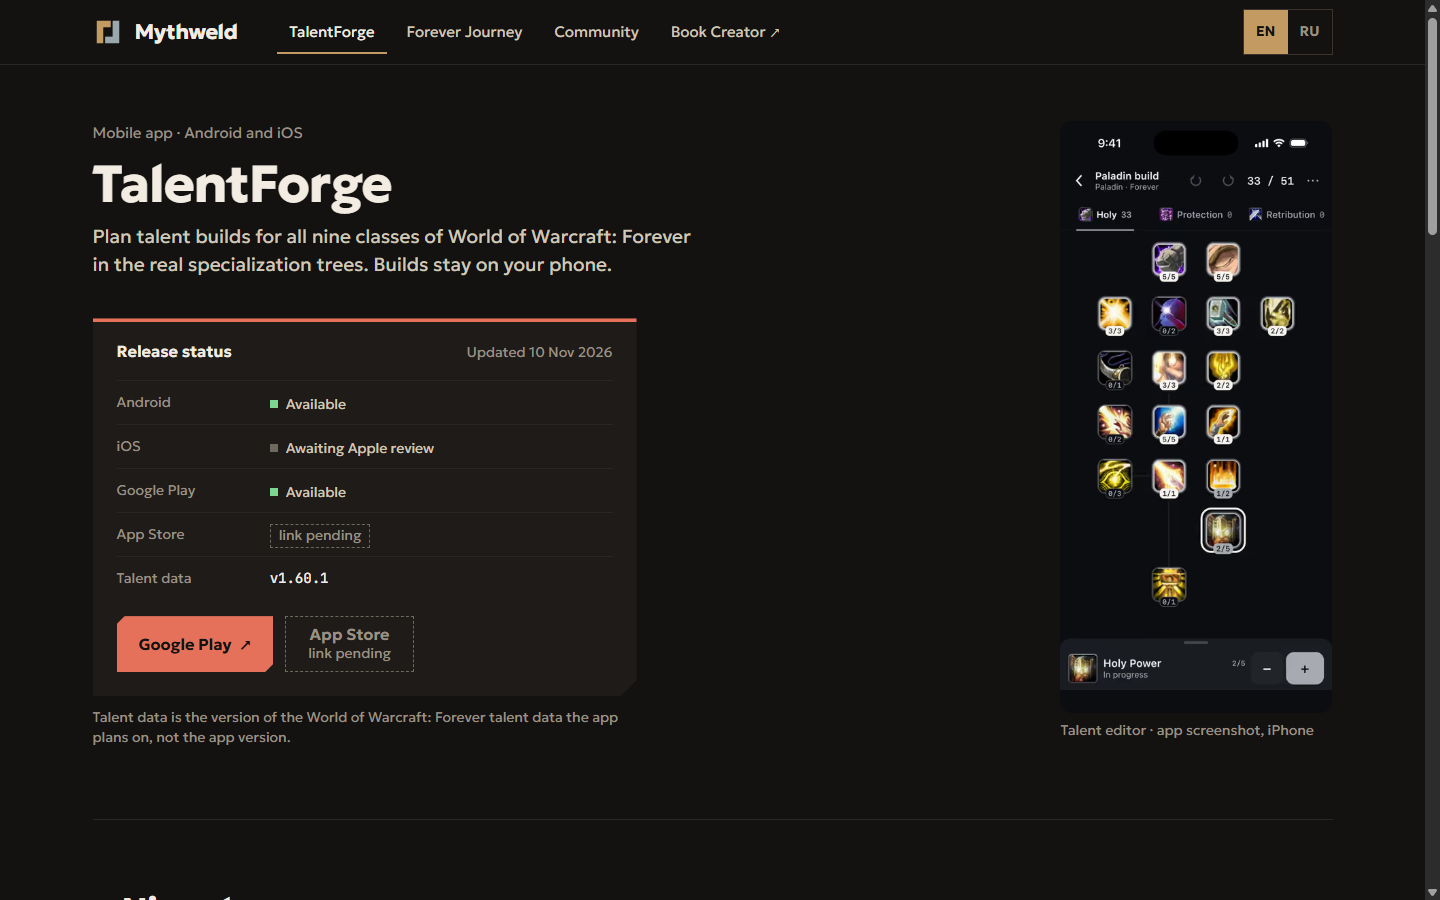 Mythweld
TalentForge
Forever Journey
Community
Book Creator ↗
EN
RU
Mobile app · Android and iOS
TalentForge
Plan talent builds for all nine classes of World of Warcraft: Forever
in the real specialization trees. Builds stay on your phone.
Release status
Updated 10 Nov 2026
Android
Available
iOS
Awaiting Apple review
Google Play
Available
App Store
link pending
Talent data
v1.60.1
Google Play ↗
App Store
link pending
Talent data is the version of the World of Warcraft: Forever talent data the app
plans on, not the app version.
9:41
Paladin build
Paladin · Forever
33 / 51
Holy 33
Protection 0
Retribution 0
5/5
5/5
3/3
0/2
3/3
2/2
0/1
3/3
2/2
0/2
5/5
1/1
0/3
1/1
1/2
2/5
0/1
Holy Power
In progress
2/5
−
+
Talent editor · app screenshot, iPhone